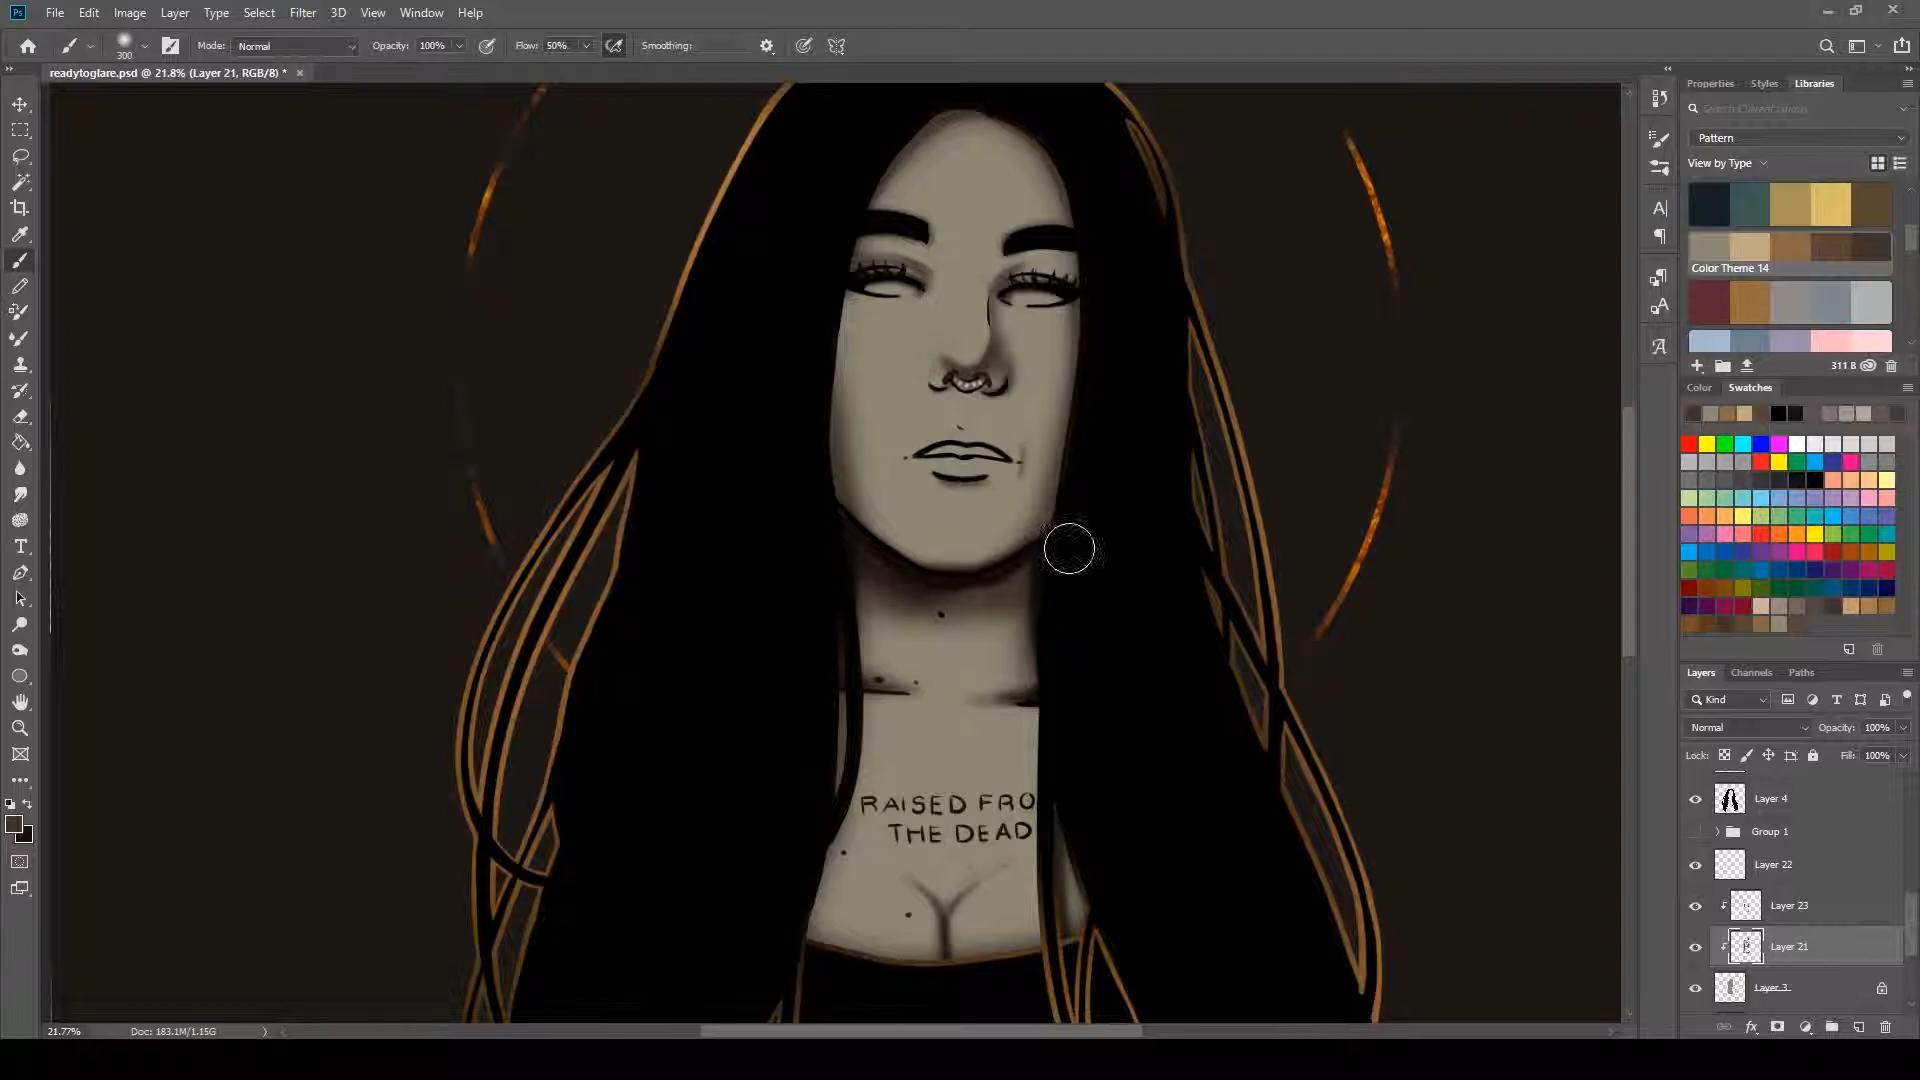 Ps File Edit Image Layer Type Select Filter 3D View Window Help
300 Mode: Normal Opacity: 100% Flow: 50% Smoothing:
readytoglare.psd @ 21.8% (Layer 21, RGB/8) *
Properties Styles Libraries
Pattern
View by Type
Color Theme 14
311 B
Color Swatches
RAISED FRO
THE DEAD
Layers Channels Paths
Kind
Normal Opacity: 100%
Lock: Fill: 100%
Layer 4
Group 1
Layer 22
Layer 23
Layer 21
Layer 3
21.77% Doc: 183.1M/1.15G